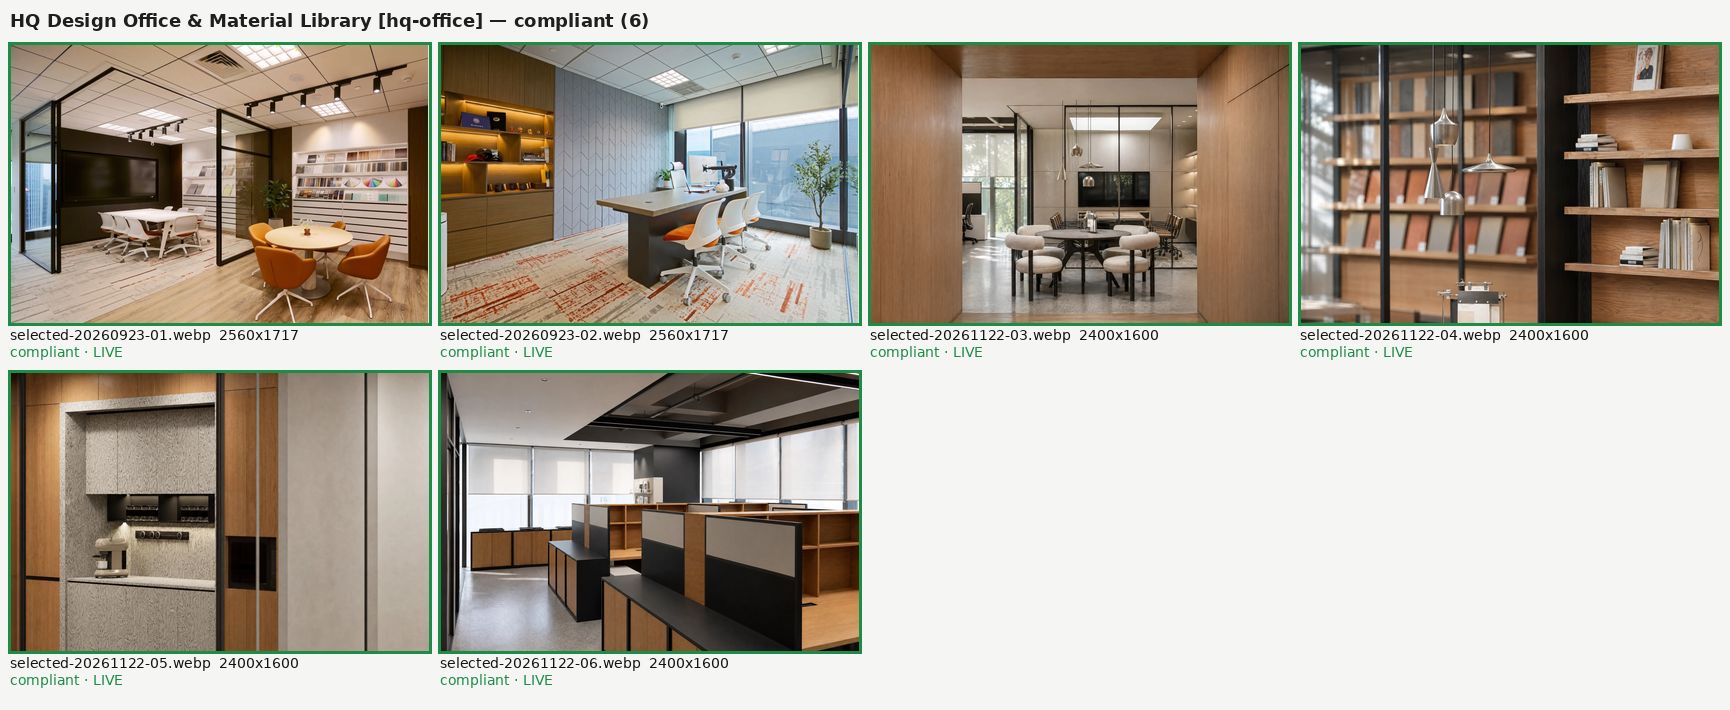 HQ Design Office & Material Library [hq-office] — compliant (6)
selected-20260923-01.webp  2560x1717
compliant · LIVE
selected-20260923-02.webp  2560x1717
compliant · LIVE
selected-20261122-03.webp  2400x1600
compliant · LIVE
selected-20261122-04.webp  2400x1600
compliant · LIVE
selected-20261122-05.webp  2400x1600
compliant · LIVE
selected-20261122-06.webp  2400x1600
compliant · LIVE